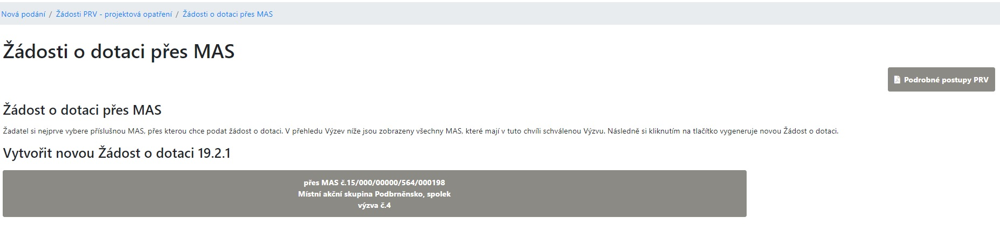 Nová podání / Žádosti PRV - projektová opatření / Žádosti o dotaci přes MAS
Žádosti o dotaci přes MAS
Podrobné postupy PRV
Žádost o dotaci přes MAS
Žadatel si nejprve vybere příslušnou MAS, přes kterou chce podat žádost o dotaci. V přehledu Výzev níže jsou zobrazeny všechny MAS, které mají v tuto chvíli schválenou Výzvu. Následně si kliknutím na tlačítko vygeneruje novou Žádost o dotaci.
Vytvořit novou Žádost o dotaci 19.2.1
přes MAS č.15/000/00000/564/000198
Místní akční skupina Podbrněnsko, spolek
výzva č.4